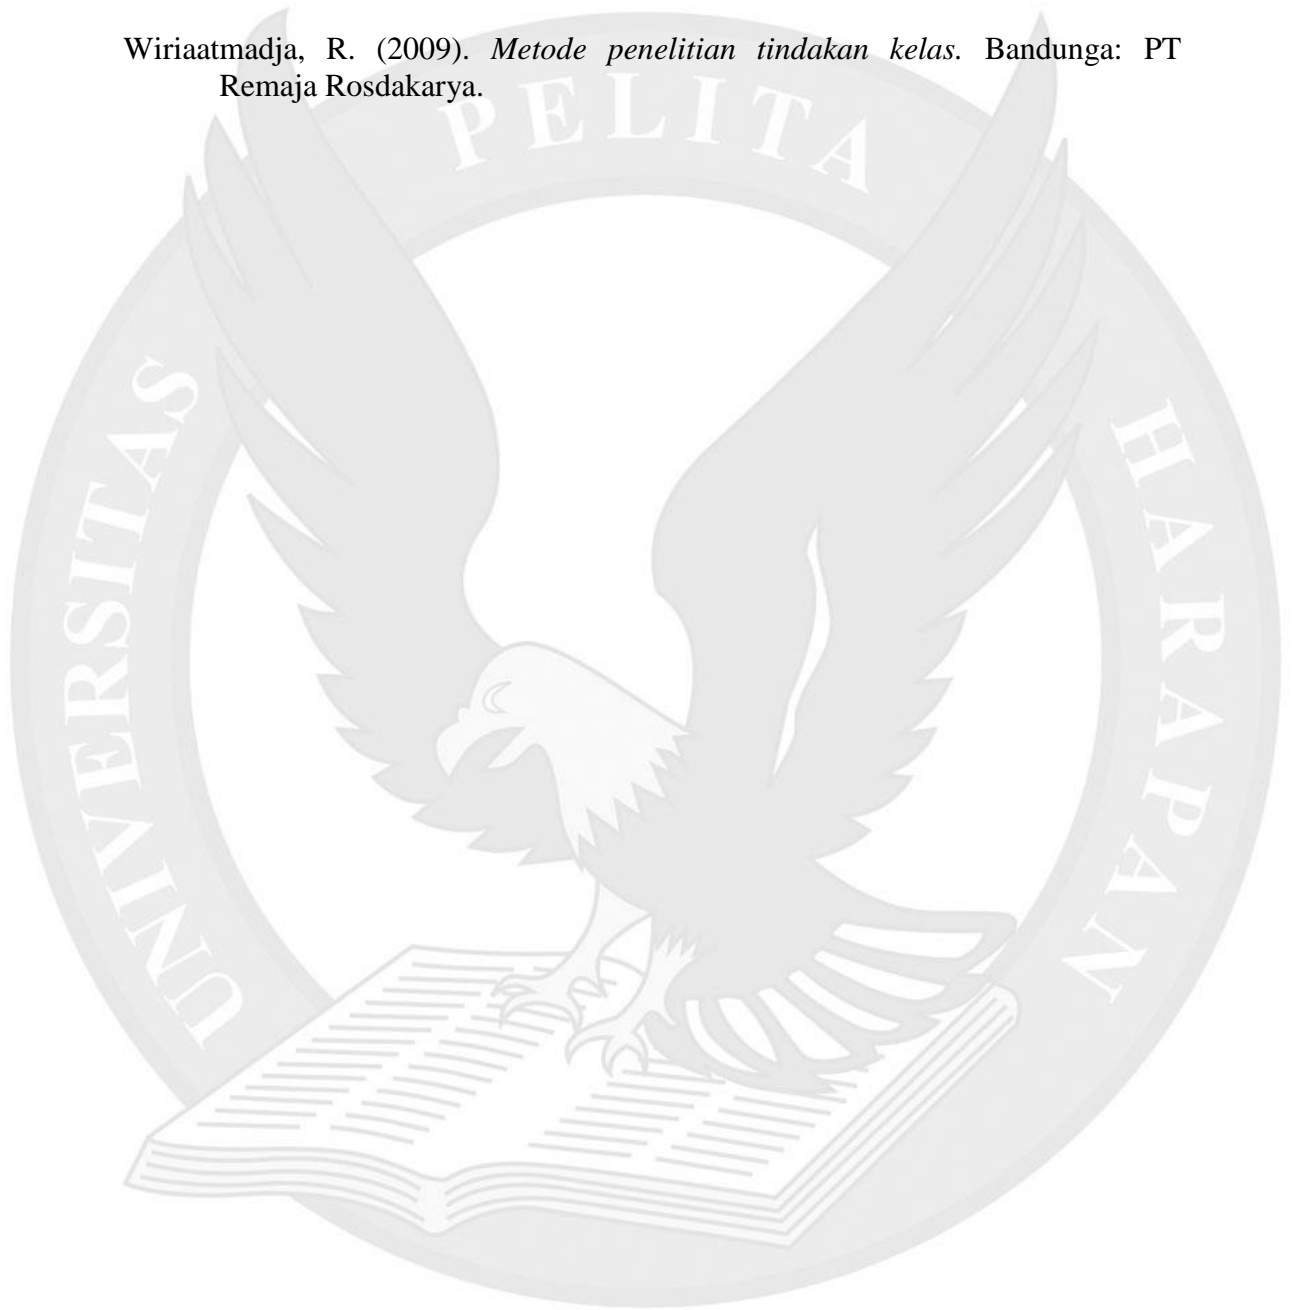 Wiriaatmadja, R. (2009). Metode penelitian tindakan kelas. Bandunga: PT
Remaja Rosdakarya.
UNIVERSITAS PELITA HARAPAN